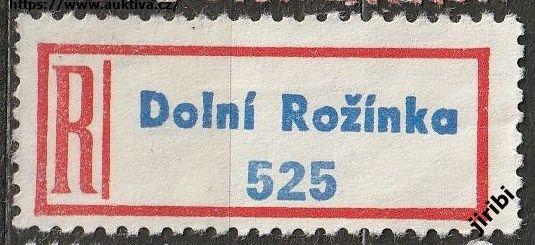 https://www.auktiva.cz/
R Dolní Rožínka
525
jiribi